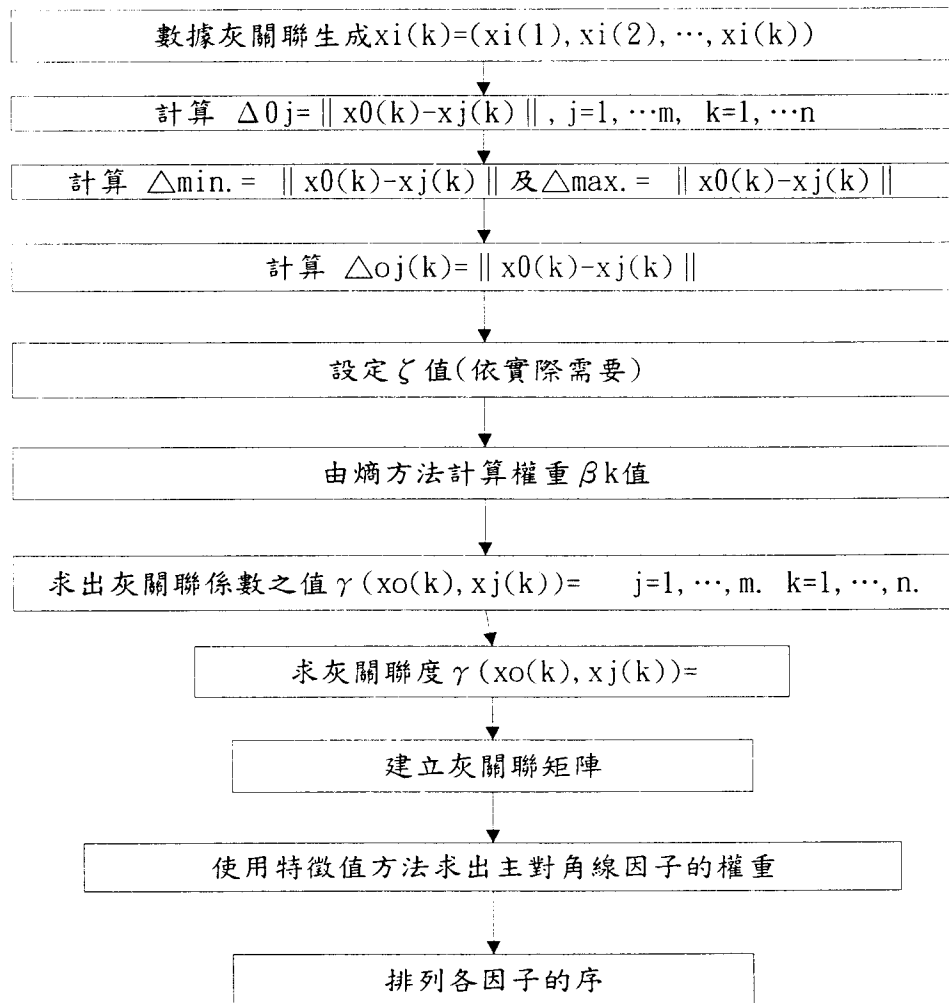 數據灰關聯生成xi(k)=(xi(1),xi(2),⋯,xi(k))
計算 Δ0j=‖x0(k)-xj(k)‖, j=1,⋯m, k=1,⋯n
計算 △min.= ‖x0(k)-xj(k)‖及△max.= ‖x0(k)-xj(k)‖
計算 △oj(k)=‖x0(k)-xj(k)‖
設定ζ值(依實際需要)
由熵方法計算權重βk值
求出灰關聯係數之值γ(xo(k),xj(k))= j=1,⋯,m. k=1,⋯,n.
求灰關聯度γ(xo(k),xj(k))=
建立灰關聯矩陣
使用特徵值方法求出主對角線因子的權重
排列各因子的序